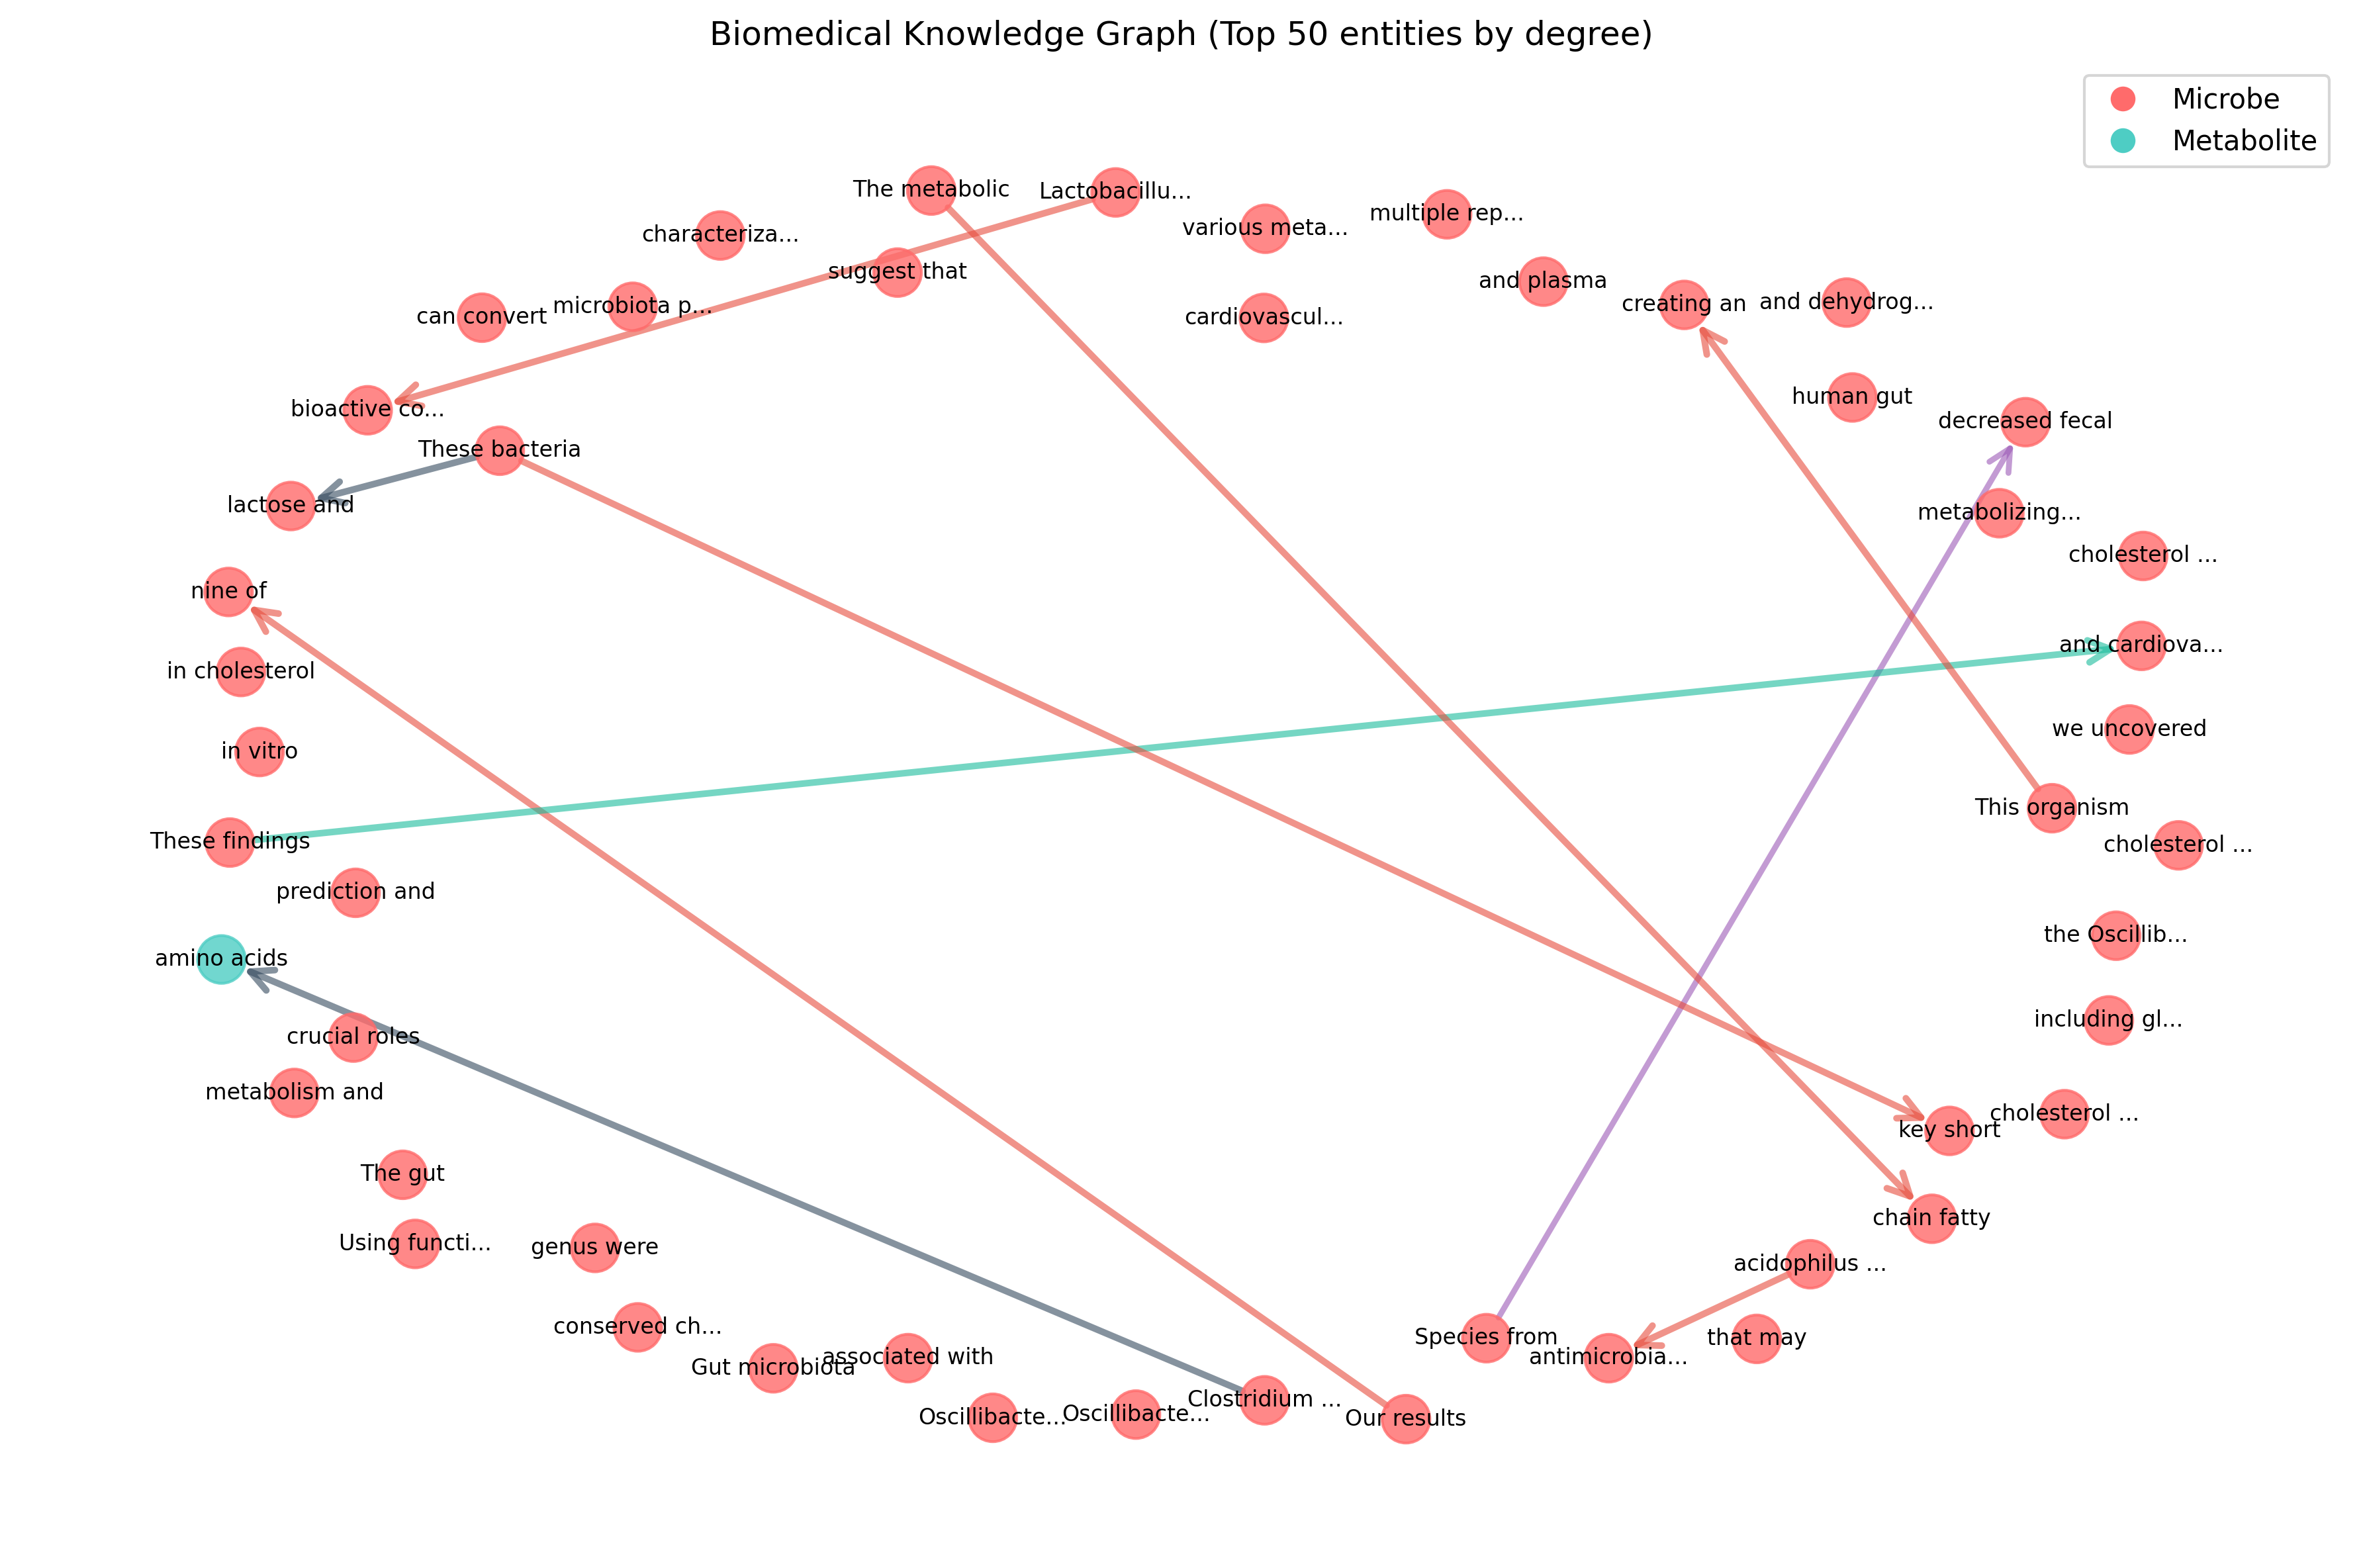 Biomedical Knowledge Graph (Top 50 entities by degree)
Microbe
Metabolite
The metabolic
Lactobacillu...
characteriza...
various meta...
multiple rep...
suggest that
and plasma
can convert
microbiota p...
cardiovascul...
creating an
and dehydrog...
bioactive co...
human gut
decreased fecal
These bacteria
lactose and
metabolizing...
cholesterol ...
nine of
in cholesterol
and cardiova...
in vitro
we uncovered
These findings
This organism
cholesterol ...
prediction and
amino acids
the Oscillib...
crucial roles
including gl...
metabolism and
cholesterol ...
key short
The gut
chain fatty
Using functi...
genus were
acidophilus ...
conserved ch...
Species from
that may
Gut microbiota
associated with
antimicrobia...
Oscillibacte...
Oscillibacte...
Clostridium ...
Our results